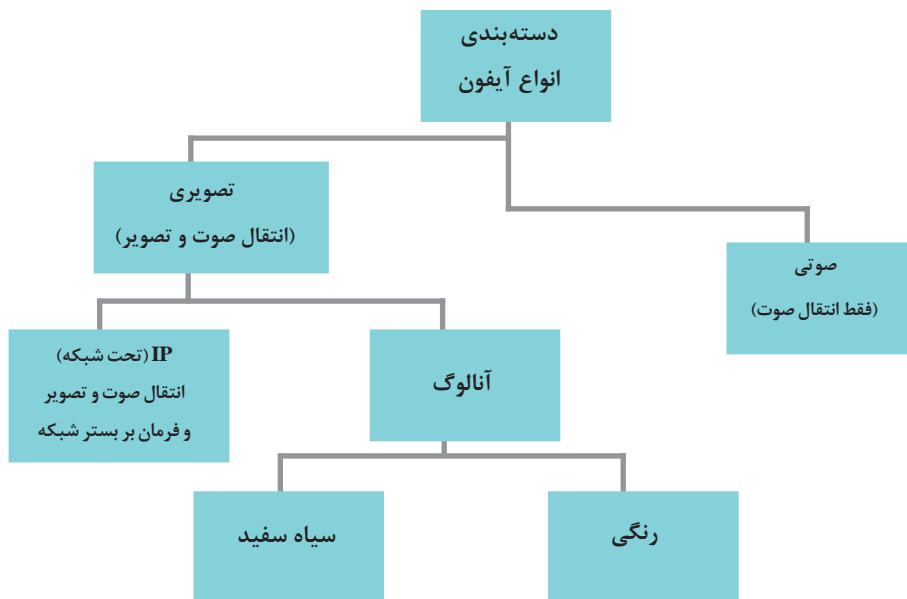 دسته‌بندی
انواع آیفون
صوتی
(فقط انتقال صوت)
تصویری
(انتقال صوت و تصویر)
آنالوگ
IP (تحت شبکه)
انتقال صوت و تصویر
و فرمان بر بستر شبکه
رنگی
سیاه سفید